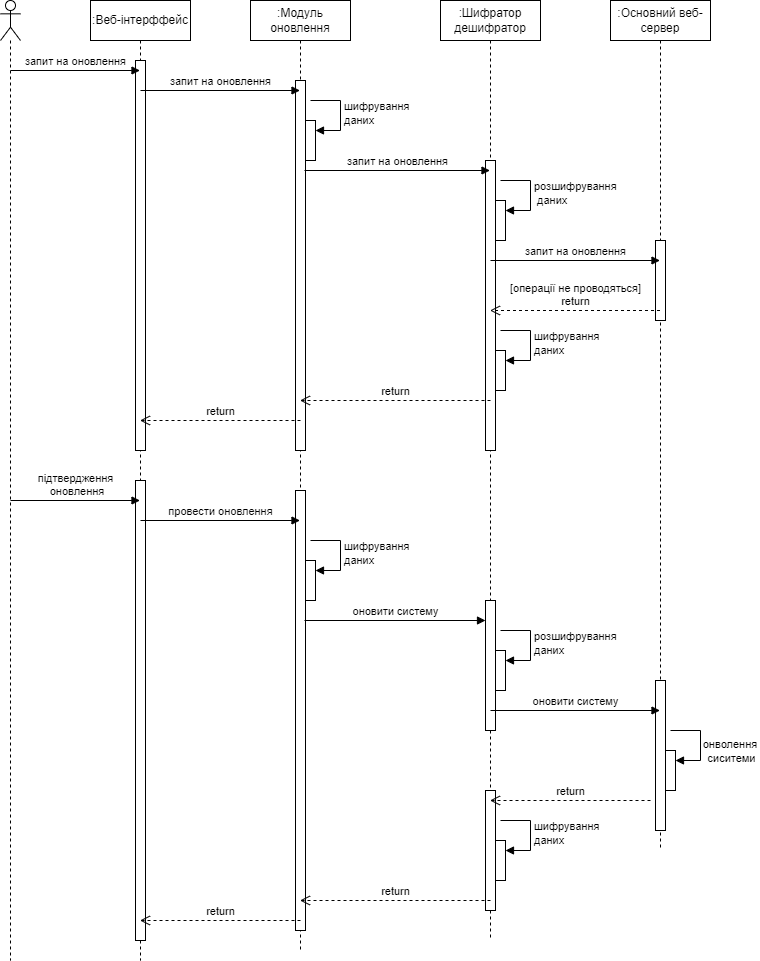 :Веб-інтерффейс
:Модуль
оновлення
:Шифратор
дешифратор
:Основний веб-
сервер
запит на оновлення
запит на оновлення
шифрування
даних
запит на оновлення
розшифрування
даних
запит на оновлення
[операції не проводяться]
return
шифрування
даних
return
return
підтвердження
оновлення
провести оновлення
шифрування
даних
оновити систему
розшифрування
даних
оновити систему
онволення
сиситеми
return
шифрування
даних
return
return